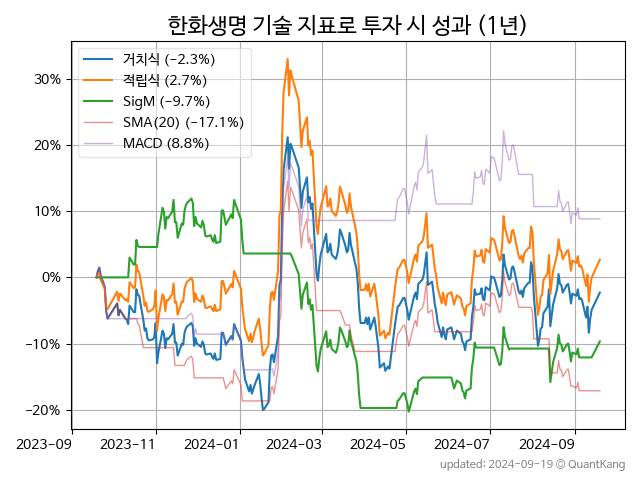 한화생명 기술 지표로 투자 시 성과 (1년)
거치식 (-2.3%)
적립식 (2.7%)
SigM (-9.7%)
SMA(20) (-17.1%)
MACD (8.8%)
30%
20%
10%
0%
-10%
-20%
2023-09
2023-11
2024-01
2024-03
2024-05
2024-07
2024-09
updated: 2024-09-19 © QuantKang